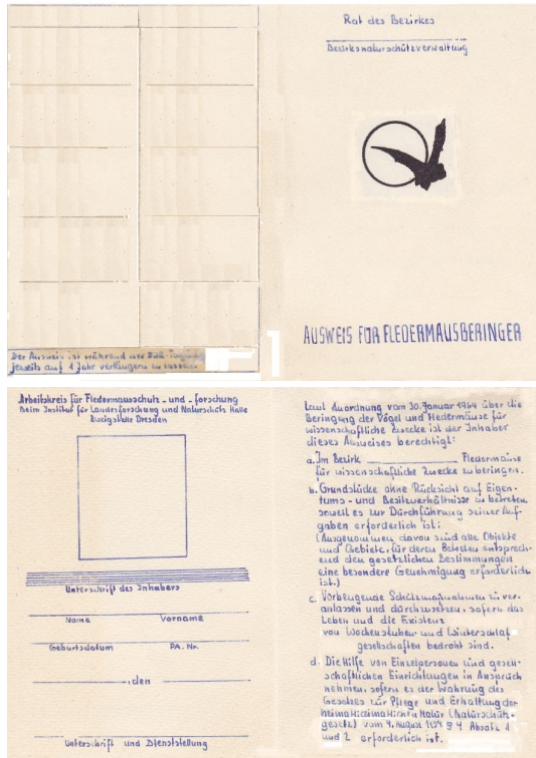 Rat des Bezirkes
Bezirksnaturschutzverwaltung
AUSWEIS FÜR FLEDERMAUSBERINGER
Der Ausweis ist während der
jeweils auf 1 Jahr verlängern zu lassen.
Arbeitskreis für Fledermausschutz - und - forschung
Beim Institut für Landesforschung und Naturschutz Halle
Zweigstelle Dresden
Unterschrift des Inhabers
Name Vorname
Geburtsdatum PA. Nr.
, den
Unterschrift und Dienststellung
Laut Anordnung vom 30. Januar 1964 über die
Beringung der Vögel und Fledermäuse für
wissenschaftliche Zwecke ist der Inhaber
dieses Ausweises berechtigt:
a. Im Bezirk Fledermäuse
für wissenschaftliche Zwecke zu beringen.
b. Grundstücke ohne Rücksicht auf Eigen-
tums - und Besitzverhältnisse zu betreten,
soweit es zur Durchführung seiner Auf-
gaben erforderlich ist:
(Ausgenommen davon sind alle Objekte
und Gebiete, für deren Betreten entsprech-
end den gesetzlichen Bestimmungen
eine besondere Genehmigung erforderlich
ist.)
c. Vorbeugende Schutzmaßnahmen zu ver-
anlassen und durchzusetzen, sofern das
Leben und die Existenz
von Wochenstuben und Winterschlaf
gesellschaften bedroht sind.
d. Die Hilfe von Einzelpersonen und gesell-
schaftlichen Einrichtungen in Anspruch
nehmen, sofern es der Wahrung des
Gesetzes zur Pflege und Erhaltung der
Natur (Naturschutz-
gesetz) vom 4. August 1954 § 4 Absatz 1
und 2 erforderlich ist.